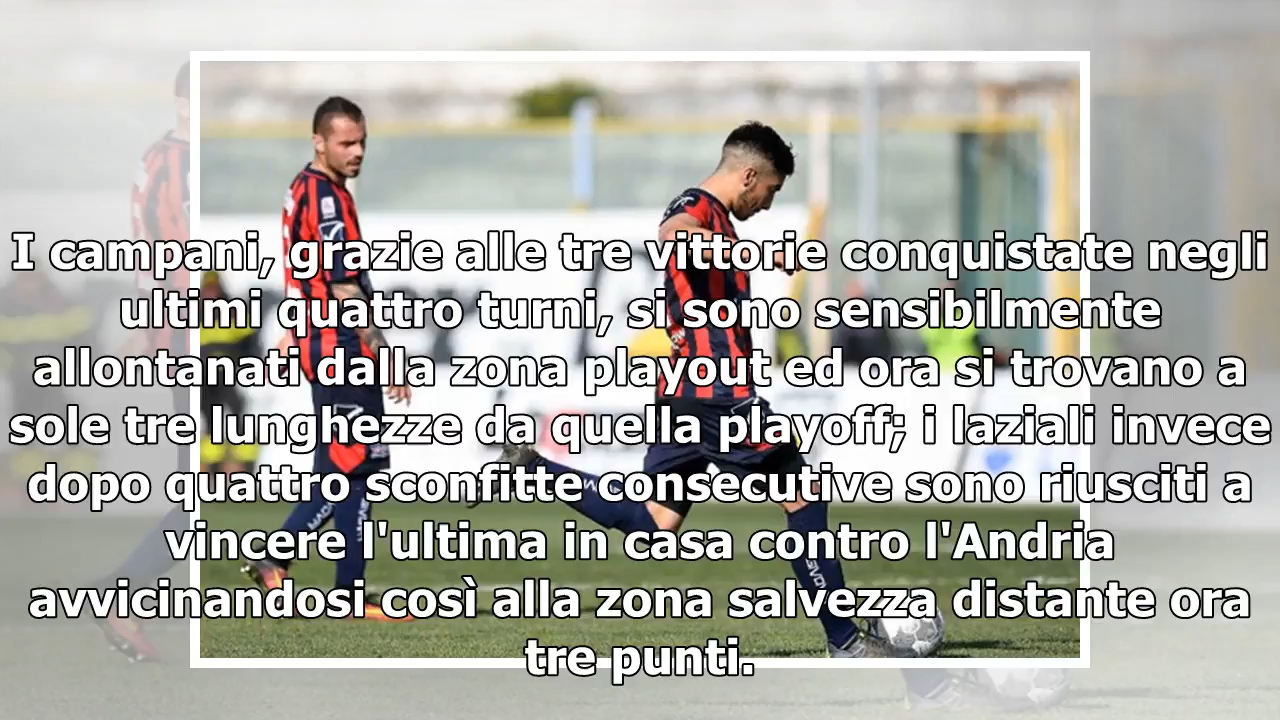 I campani, grazie alle tre vittorie conquistate negli
ultimi quattro turni, si sono sensibilmente
allontanati dalla zona playout ed ora si trovano a
sole tre lunghezze da quella playoff; i laziali invece
dopo quattro sconfitte consecutive sono riusciti a
vincere l'ultima in casa contro l'Andria
avvicinandosi così alla zona salvezza distante ora
tre punti.